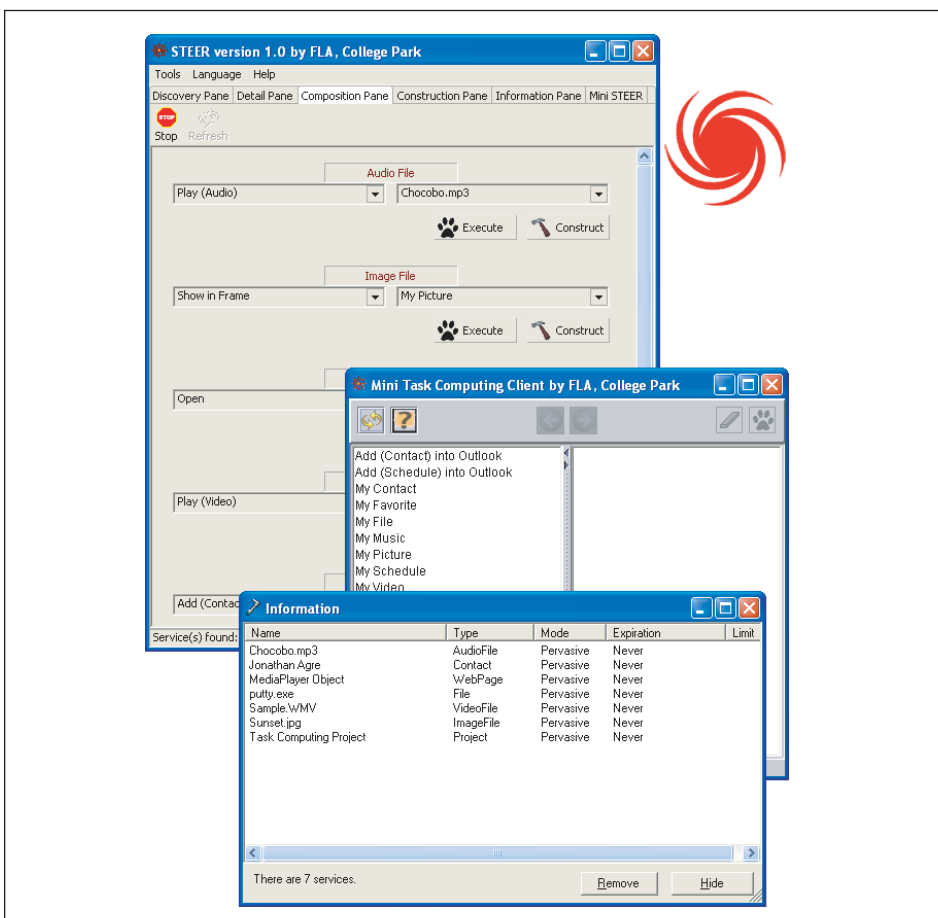 STEER version 1.0 by FLA, College Park
Tools Language Help
Discovery Pane Detail Pane Composition Pane Construction Pane Information Pane Mini STEER
STOP
Stop Refresh
Audio File
Play (Audio) Chocobo.mp3
Execute Construct
Image File
Show in Frame My Picture
Execute Construct
Open
Play (Video)
Add (Contac
Service(s) found:
Mini Task Computing Client by FLA, College Park
Add (Contact) into Outlook
Add (Schedule) into Outlook
My Contact
My Favorite
My File
My Music
My Picture
My Schedule
My Video
Information
Name Type Mode Expiration Limit
Chocobo.mp3 AudioFile Pervasive Never
Jonathan Agre Contact Pervasive Never
MediaPlayer Object WebPage Pervasive Never
putty.exe File Pervasive Never
Sample.WMV VideoFile Pervasive Never
Sunset.jpg ImageFile Pervasive Never
Task Computing Project Project Pervasive Never
There are 7 services.
Remove Hide